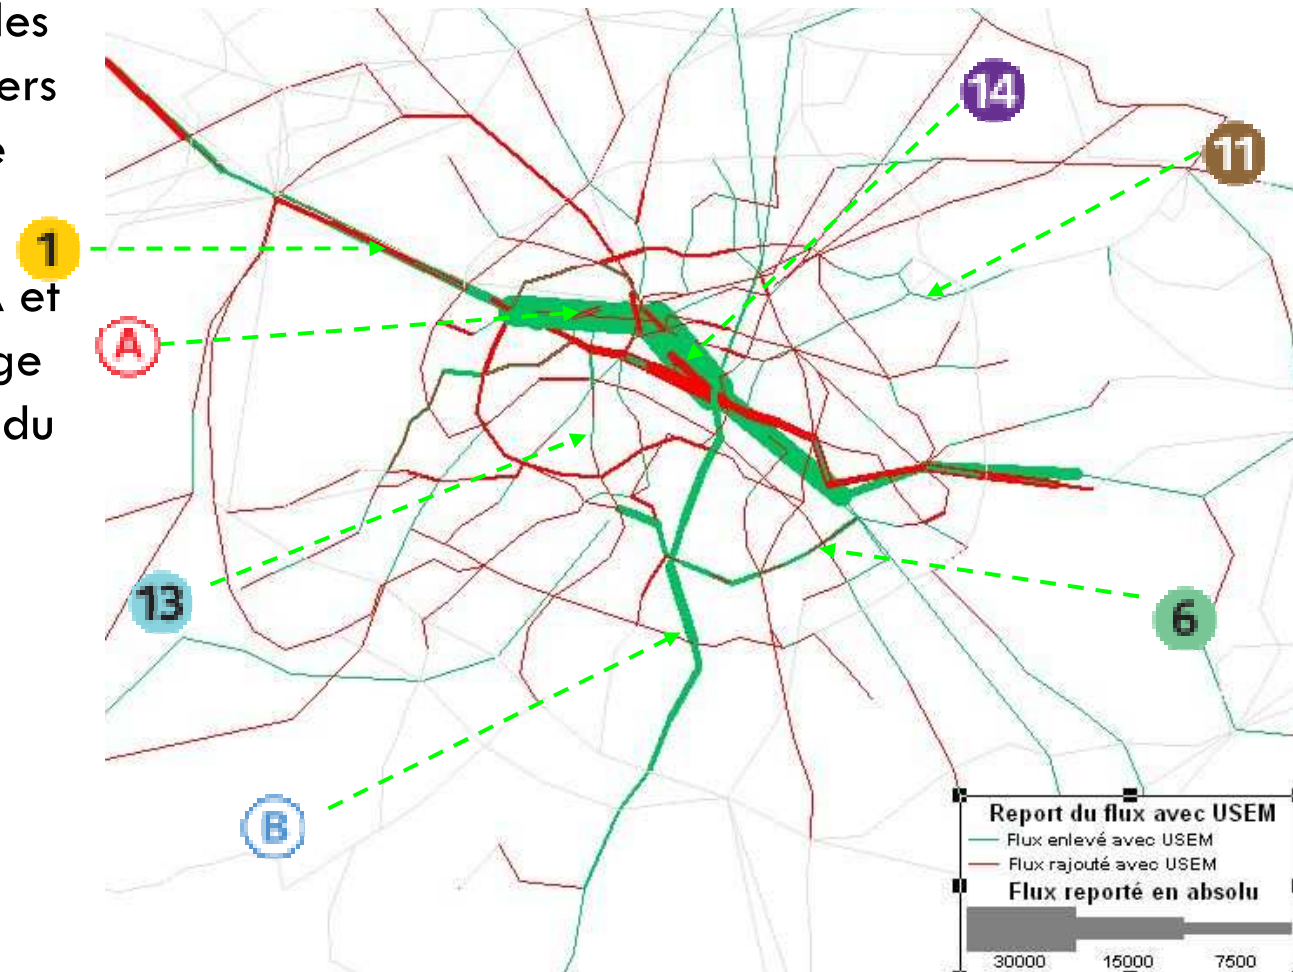 les
ers
e
14
11
1
A et
A
ge
du
13
6
B
Report du flux avec USEM
Flux enlevé avec USEM
Flux rajouté avec USEM
Flux reporté en absolu
30000 15000 7500